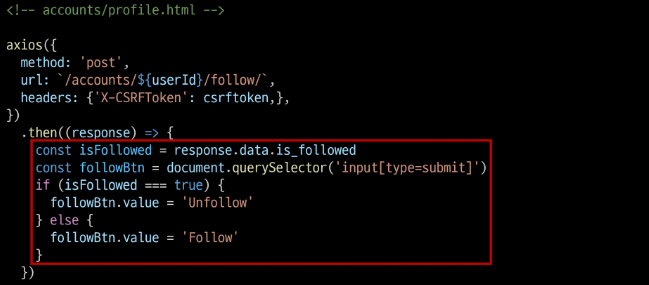 <!-- accounts/profile.html -->
axios({
  method: 'post',
  url: `/accounts/${userId}/follow/`,
  headers: {'X-CSRFToken': csrftoken,},
})
  .then((response) => {
    const isFollowed = response.data.is_followed
    const followBtn = document.querySelector('input[type=submit]')
    if (isFollowed === true) {
      followBtn.value = 'Unfollow'
    } else {
      followBtn.value = 'Follow'
    }
  })